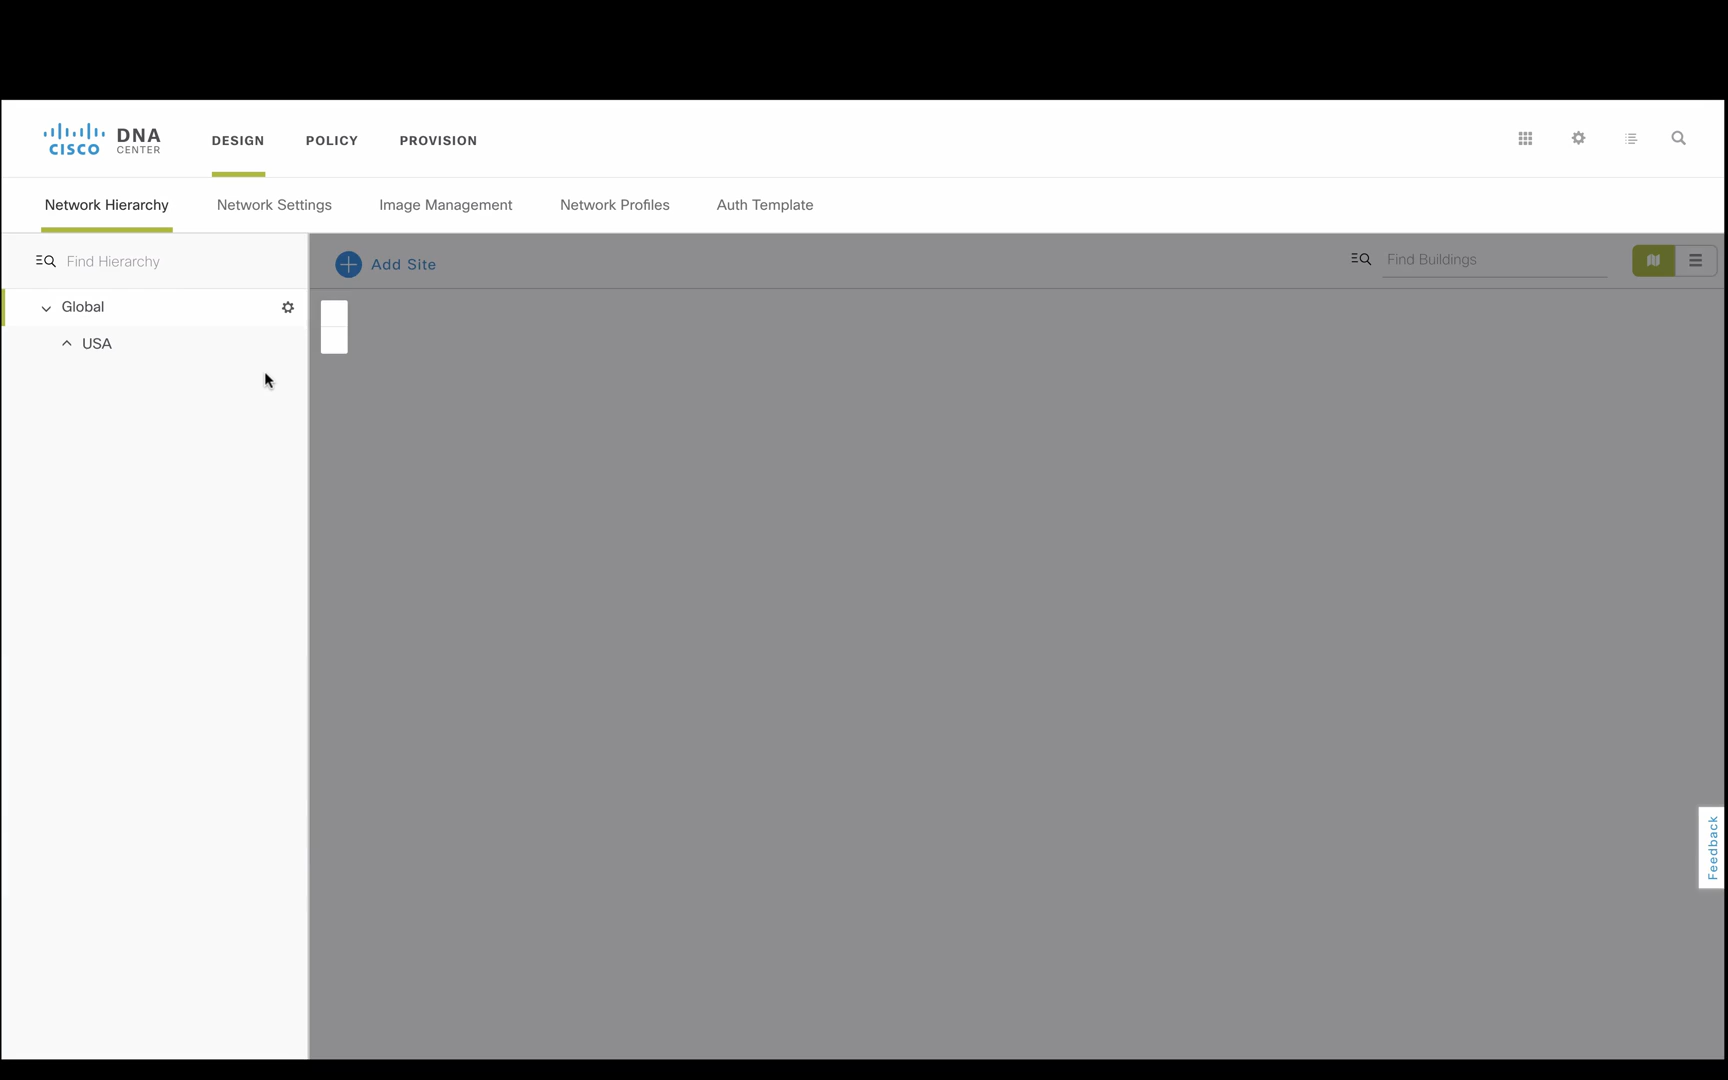 CISCO
DNA
CENTER
DESIGN
POLICY
PROVISION
Network Hierarchy
Network Settings
Image Management
Network Profiles
Auth Template
Find Hierarchy
Add Site
Find Buildings
Global
USA
Feedback